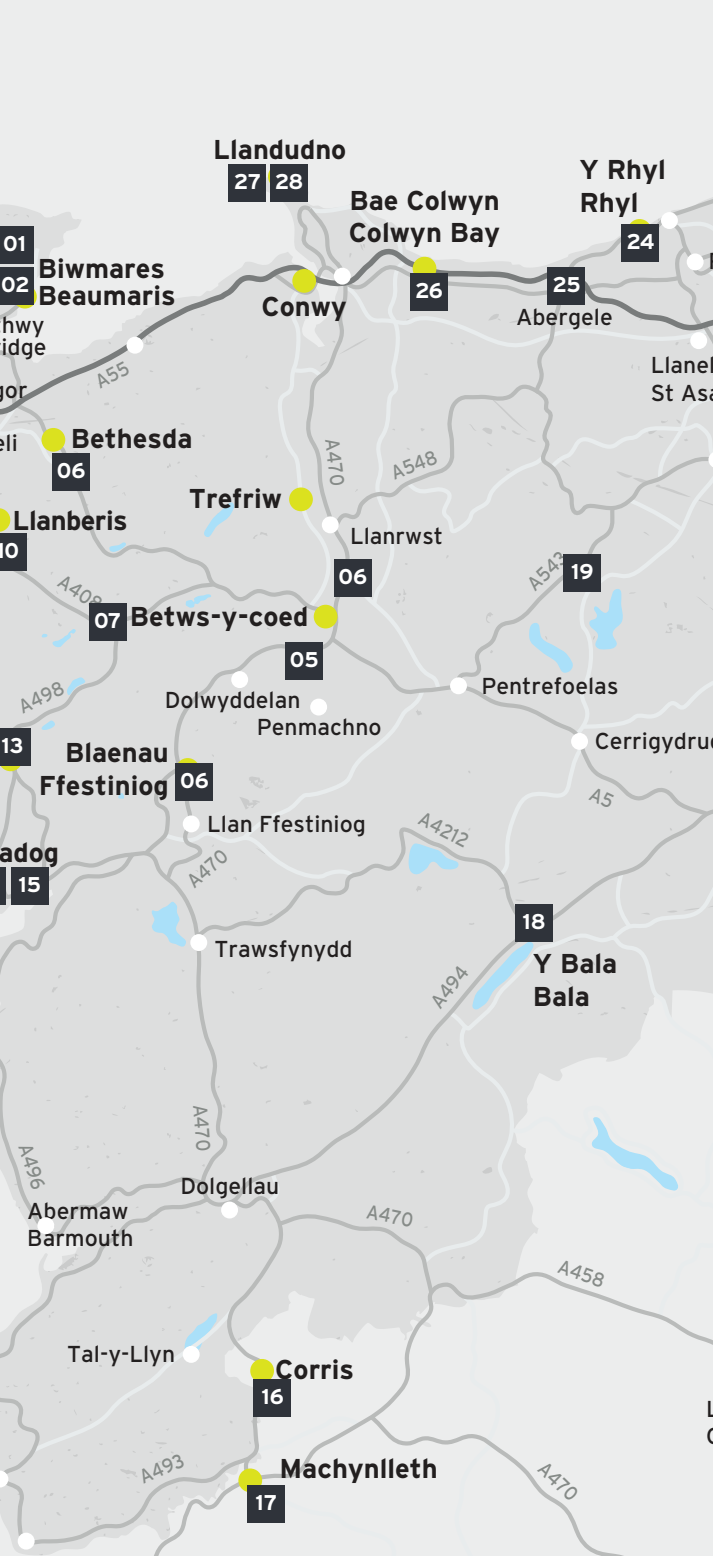 Llandudno
27 28
Y Rhyl
Rhyl
24
Bae Colwyn
Colwyn Bay
26
01
02
Biwmares
Beaumaris
Conwy
25
Abergele
A55
Bethesda
06
A470
A548
Trefriw
Llanrwst
Llanberis
10
06
A543
19
07
Betws-y-coed
05
A498
Dolwyddelan
Penmachno
Pentrefoelas
13
Blaenau
Ffestiniog
06
A5
Llan Ffestiniog
A4212
A470
15
18
Y Bala
Bala
Trawsfynydd
A494
A470
A496
Dolgellau
Abermaw
Barmouth
A470
A458
Tal-y-Llyn
Corris
16
A493
Machynlleth
17
A470